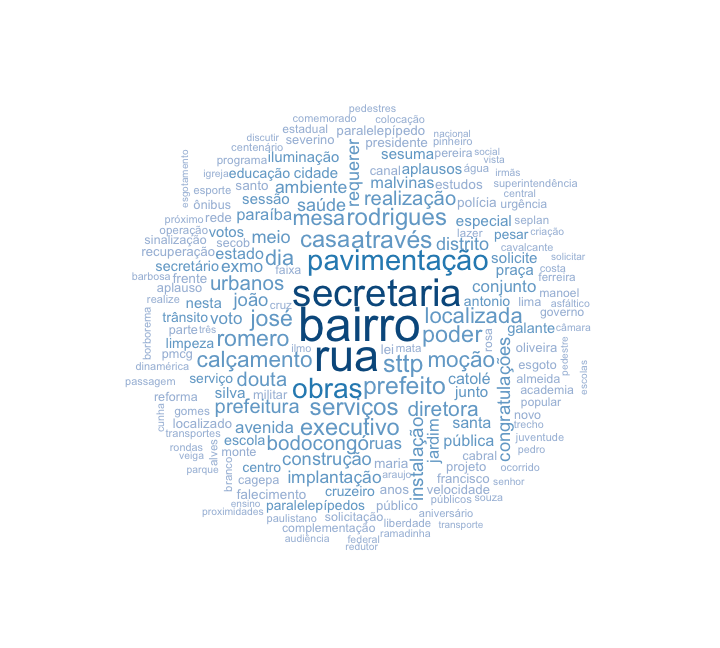 pedestres
comemorado colocação
estadual paralelepípedo nacional
discutir severino presidente pinheiro
centenário iluminação requerer sesuma pereira social
programa vista
esgotamento igreja educação cidade canal aplausos água irmãs
esporte santo ambiente malvinas estudos superintendência
ônibus sessão saúde realização polícia central urgência
próximo rede paraíba mesa rodrigues especial seplan
operação votos meio casa através lazer pesar criação
sinalização secob distrito cavalcante
recuperação estado dia pavimentação solicite solicitar
secretário exmo faixa praça costa
barbosa frente urbanos secretaria conjunto ferreira
aplauso manoel
realize nesta joão cruz antonio lima asfáltico
borborema trânsito voto josé bairro localizada governo
parte três poder galante câmara
limpeza romero ilmo rua lei mata rosa oliveira pedestre
pmcg calçamento sttp moção esgoto
dinamérica
passagem serviço douta obras prefeito catolé almeida escolas
silva militar junto academia
reforma prefeitura serviços diretora congratulações popular
cunha gomes novo
localizado avenida executivo santa trecho
transportes escola bodocongó ruas instalação jardim pública juventude
rondas alves monte pedro
veiga construção cabral
parque centro maria projeto ocorrido
branco cagepa implantação araujo francisco senhor
falecimento cruzeiro anos velocidade
ensino públicos souza
proximidades paralelepípedos público
paulistano solicitação aniversário
complementação liberdade transporte
audiência federal ramadinha
redutor